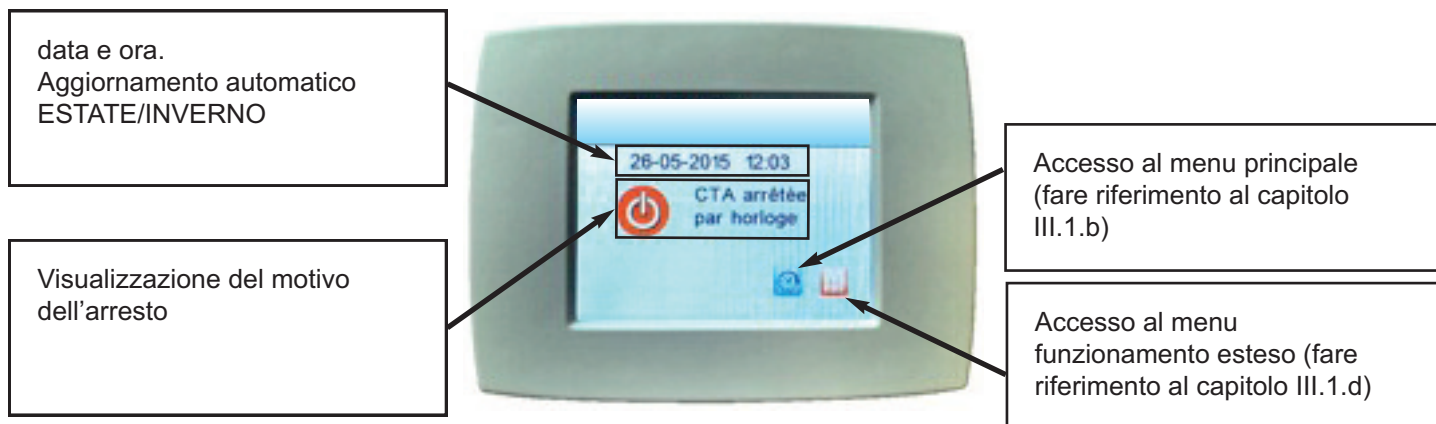 data e ora.
Aggiornamento automatico
ESTATE/INVERNO
Visualizzazione del motivo
dell'arresto
26-05-2015 12:03
CTA arrêtée
par horloge
Accesso al menu principale
(fare riferimento al capitolo
III.1.b)
Accesso al menu
funzionamento esteso (fare
riferimento al capitolo III.1.d)